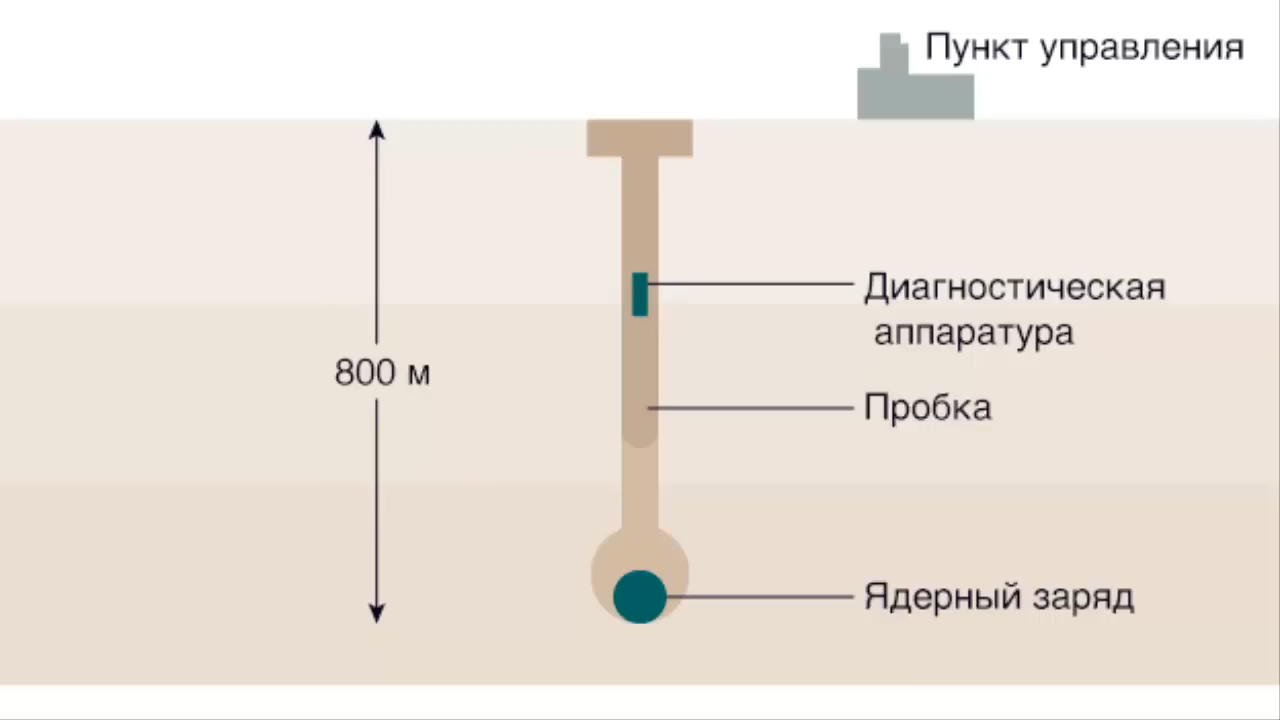 Пункт управления
Диагностическая
аппаратура
800 м
Пробка
Ядерный заряд